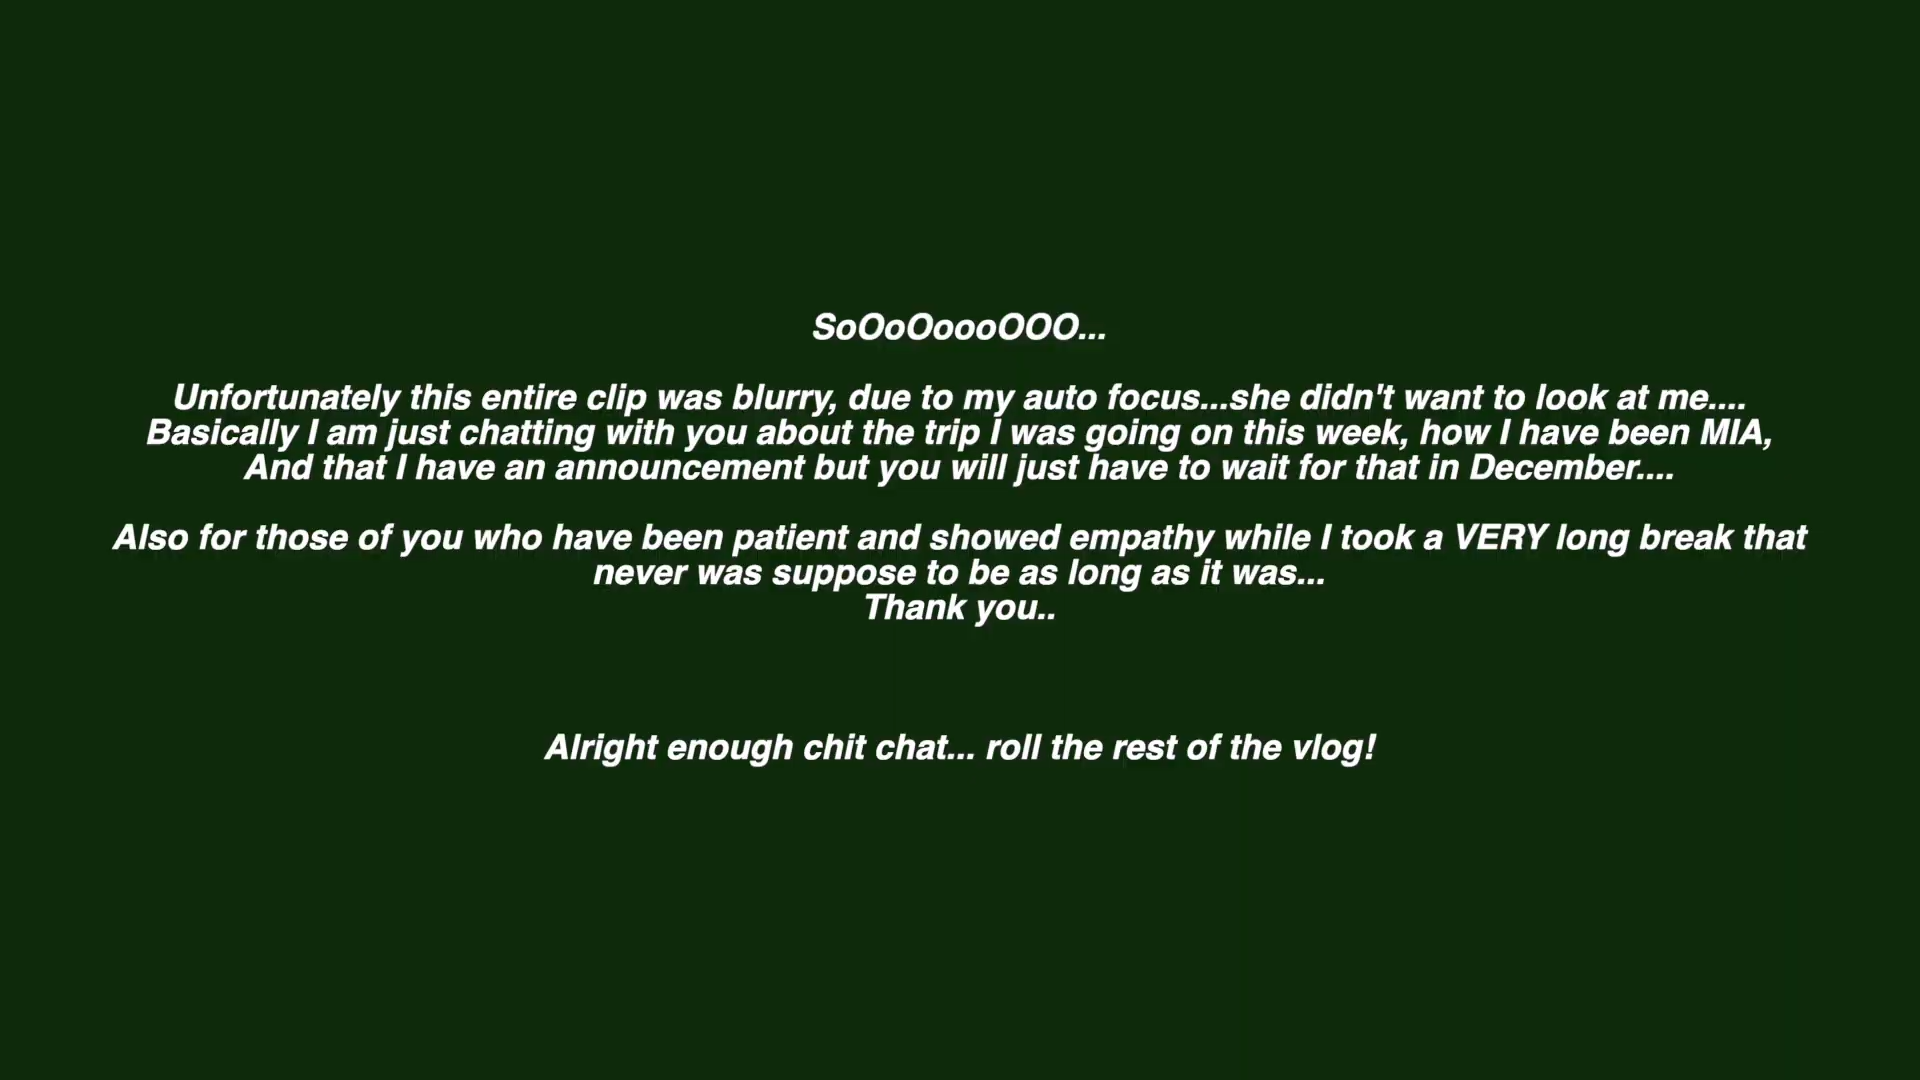 SoOoOoooOOO...
Unfortunately this entire clip was blurry, due to my auto focus...she didn't want to look at me....
Basically I am just chatting with you about the trip I was going on this week, how I have been MIA,
And that I have an announcement but you will just have to wait for that in December....
Also for those of you who have been patient and showed empathy while I took a VERY long break that
never was suppose to be as long as it was...
Thank you..
Alright enough chit chat... roll the rest of the vlog!